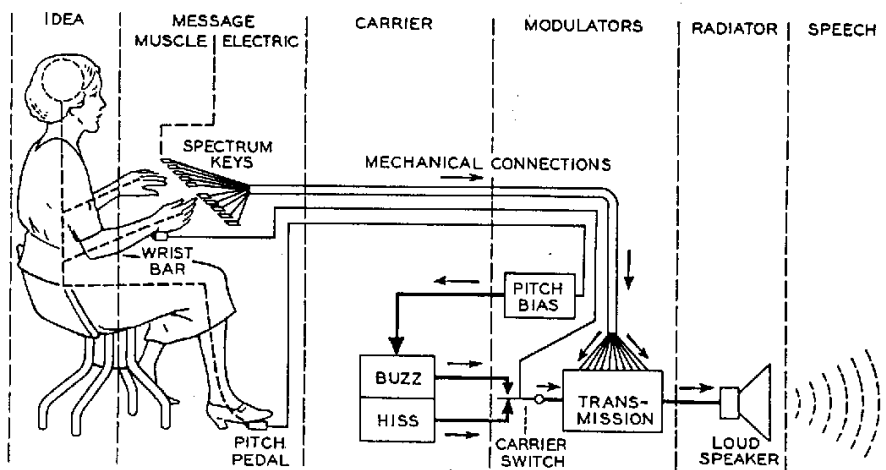 IDEA
MESSAGE
MUSCLE ELECTRIC
CARRIER
MODULATORS
RADIATOR
SPEECH
SPECTRUM
KEYS
MECHANICAL CONNECTIONS
WRIST
BAR
PITCH
BIAS
BUZZ
HISS
TRANS-
MISSION
CARRIER
SWITCH
LOUD
SPEAKER
PITCH
PEDAL